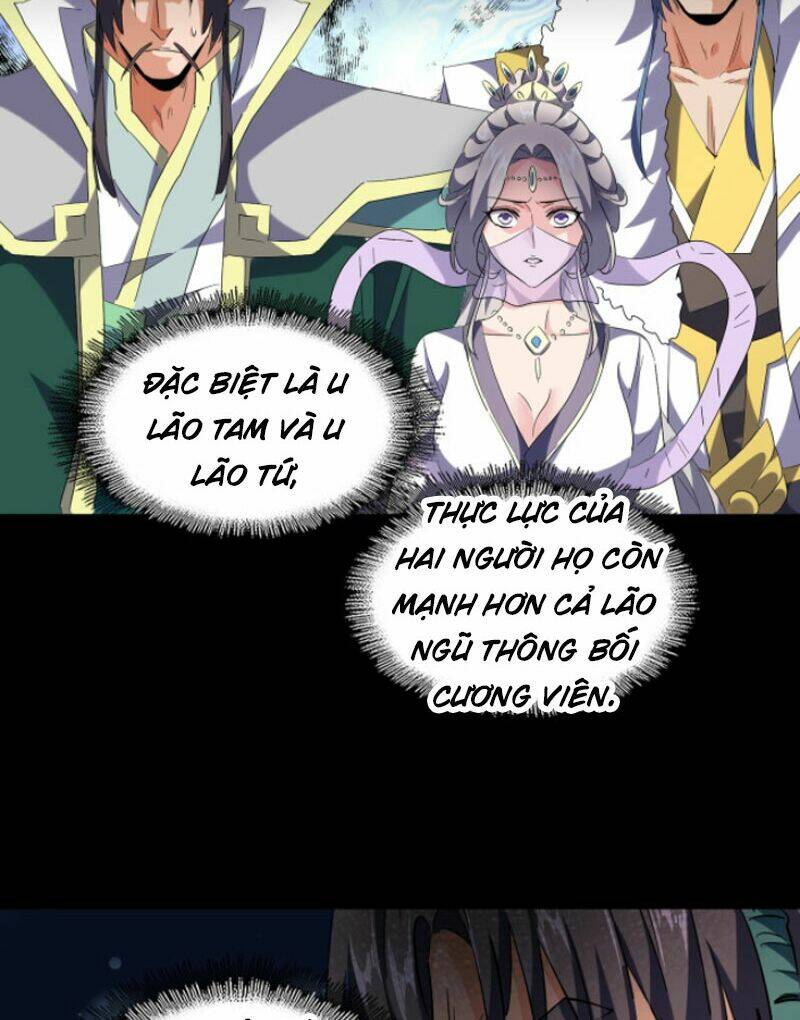 ĐẶC BIỆT LÀ U
LÃO TAM VÀ U
LÃO TỨ,
THỰC LỰC CỦA
HAI NGƯỜI HỌ CÒN
MẠNH HƠN CẢ LÃO
NGŨ THÔNG BỐI
CƯƠNG VIÊN.